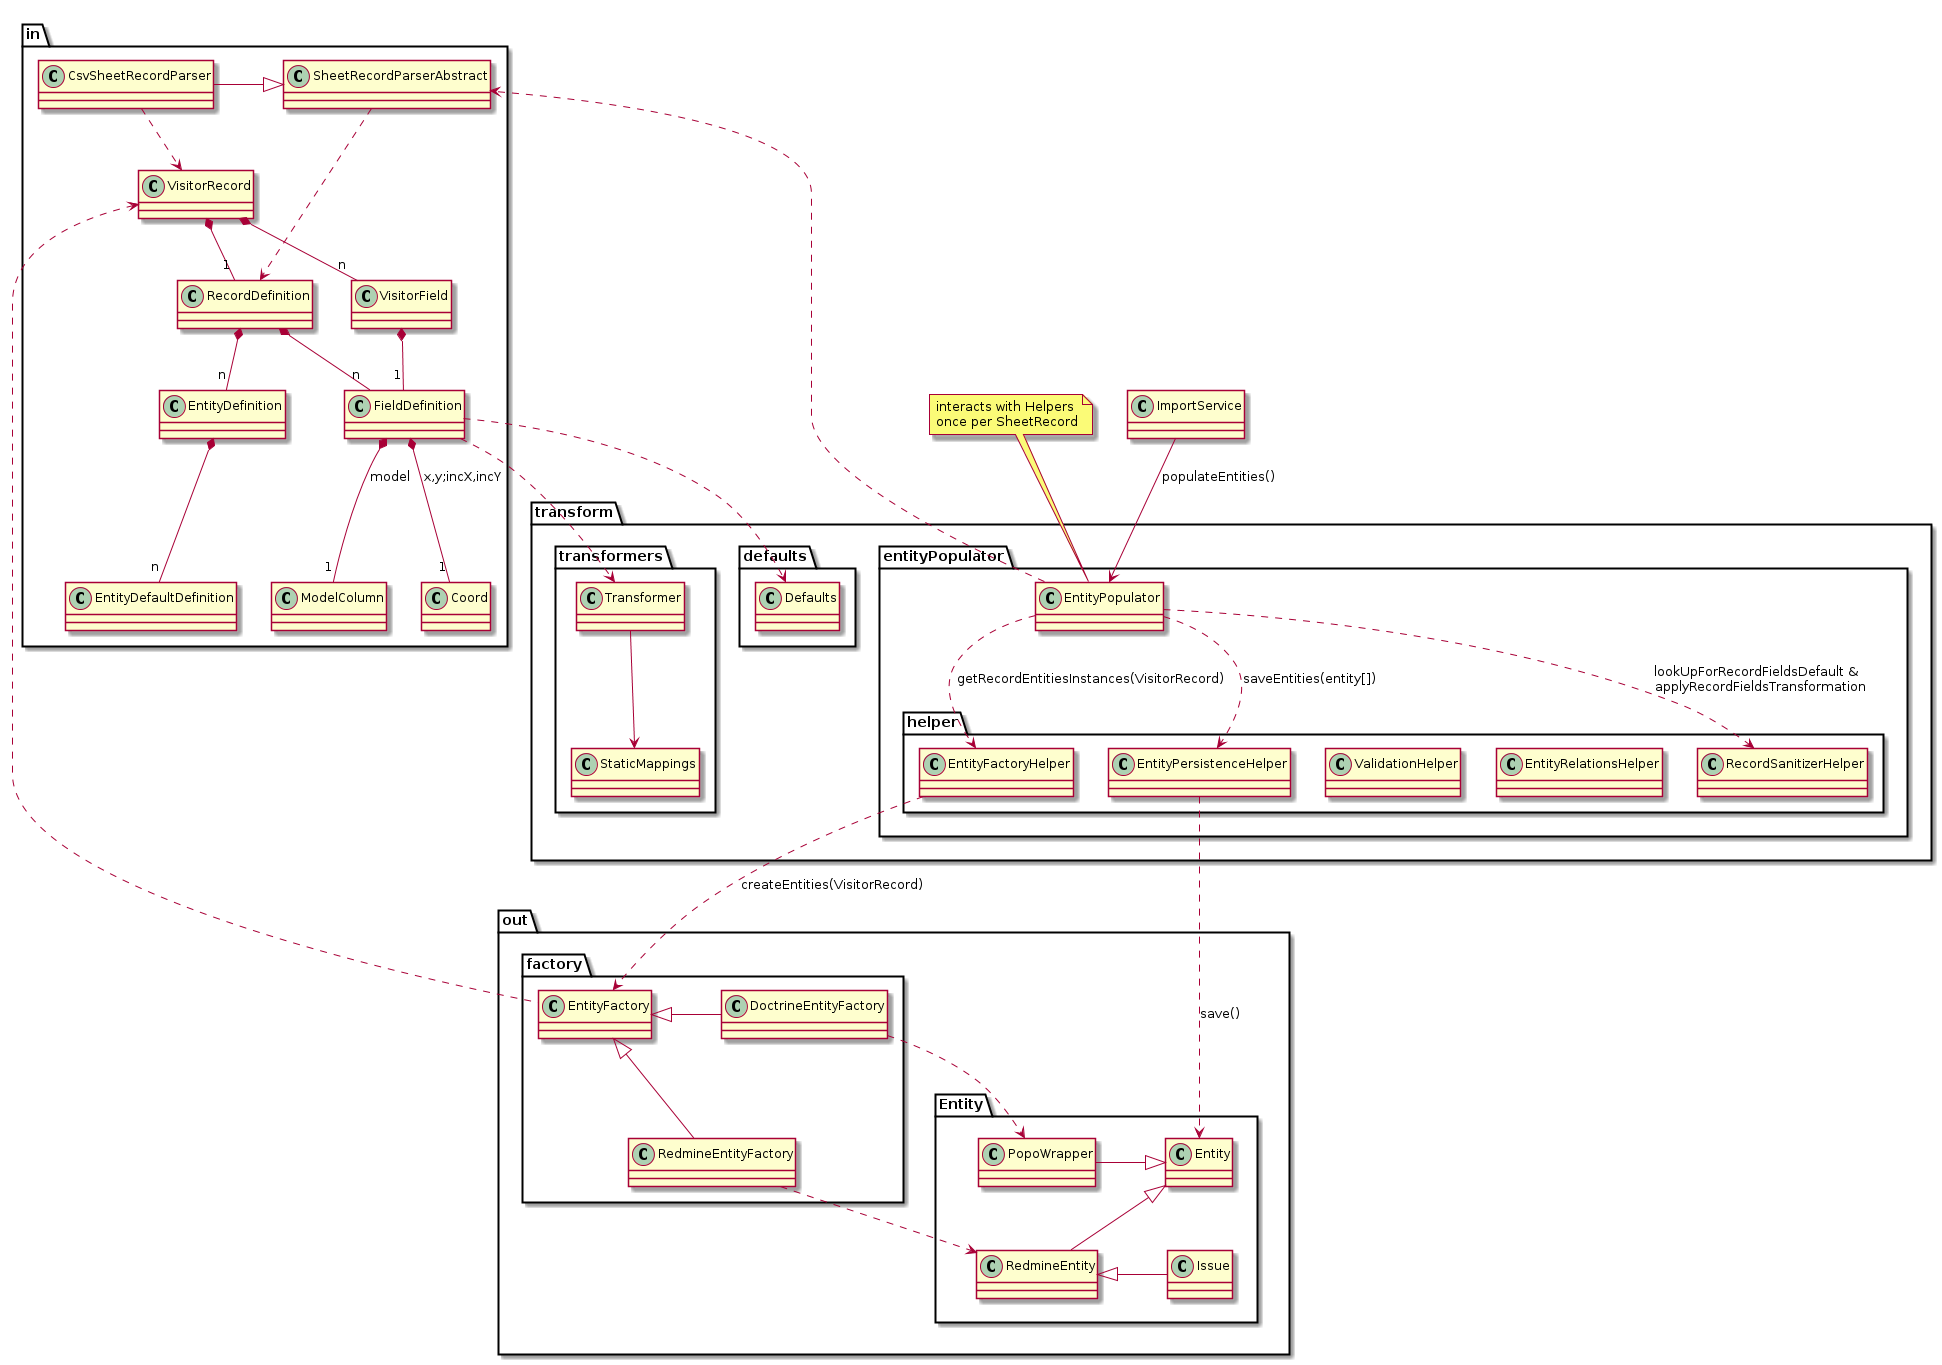 in
C CsvSheetRecordParser
C SheetRecordParserAbstract
C VisitorRecord
1
n
C RecordDefinition
C VisitorField
n
n
1
C EntityDefinition
C FieldDefinition
interacts with Helpers
once per SheetRecord
C ImportService
model
x,y;incX,incY
populateEntities()
n
1
1
C EntityDefaultDefinition
C ModelColumn
C Coord
transform
transformers
defaults
entityPopulator
C Transformer
C Defaults
C EntityPopulator
getRecordEntitiesInstances(VisitorRecord)
saveEntities(entity[])
lookUpForRecordFieldsDefault &
applyRecordFieldsTransformation
helper
C StaticMappings
C EntityFactoryHelper
C EntityPersistenceHelper
C ValidationHelper
C EntityRelationsHelper
C RecordSanitizerHelper
createEntities(VisitorRecord)
out
factory
C EntityFactory
C DoctrineEntityFactory
save()
Entity
C RedmineEntityFactory
C PopoWrapper
C Entity
C RedmineEntity
C Issue